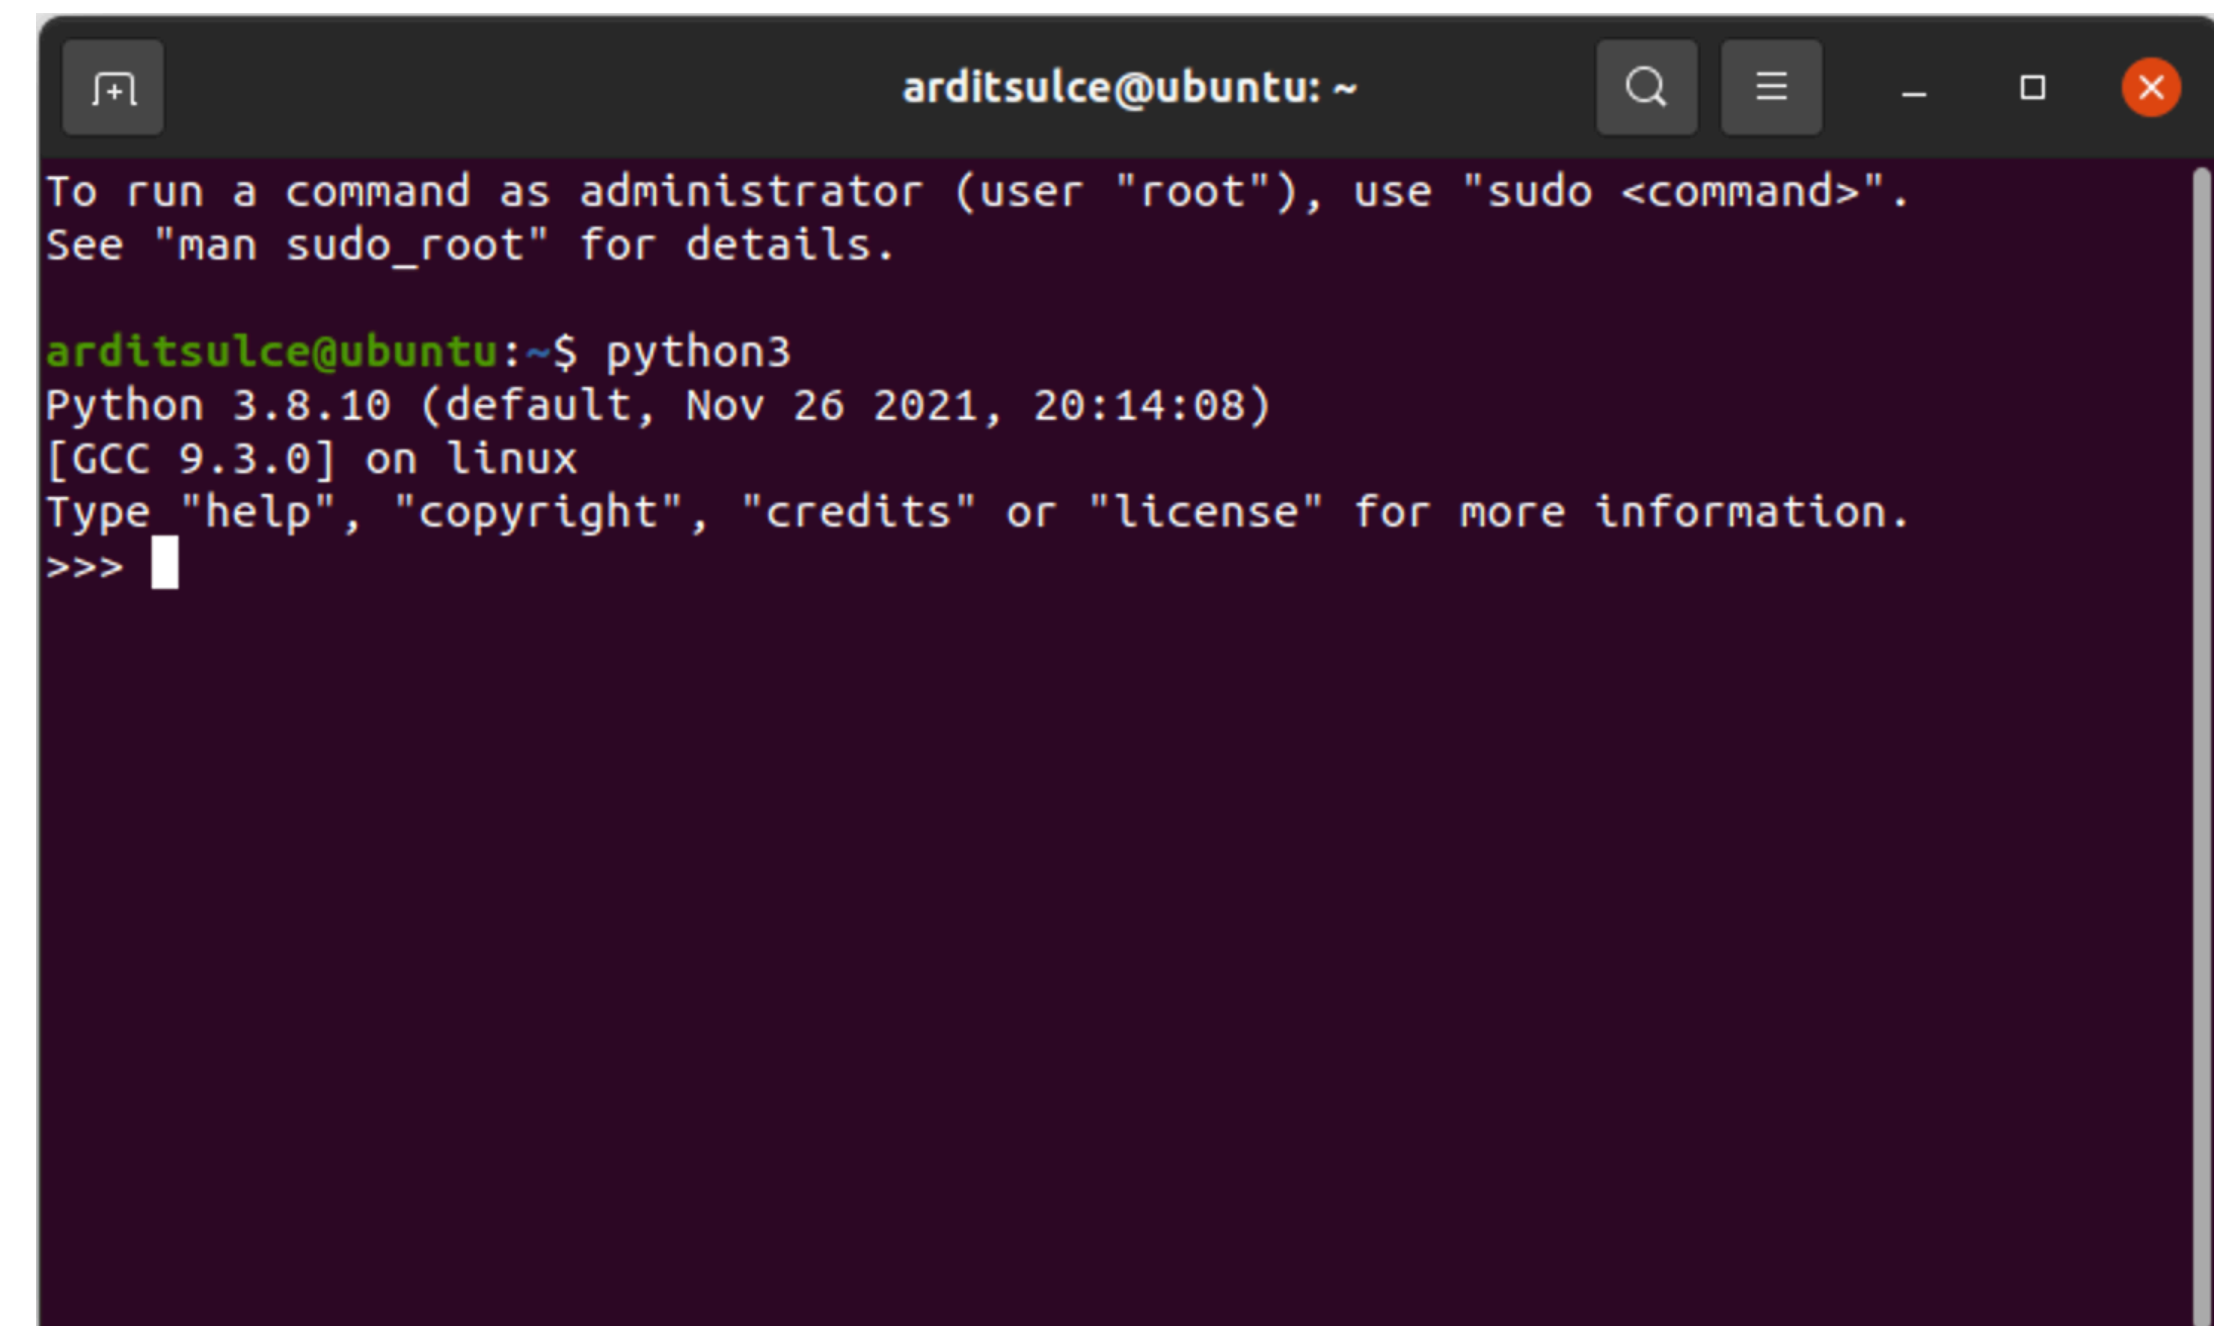 arditsulce@ubuntu: ~
To run a command as administrator (user "root"), use "sudo <command>".
See "man sudo_root" for details.
arditsulce@ubuntu:~$ python3
Python 3.8.10 (default, Nov 26 2021, 20:14:08)
[GCC 9.3.0] on linux
Type "help", "copyright", "credits" or "license" for more information.
>>>